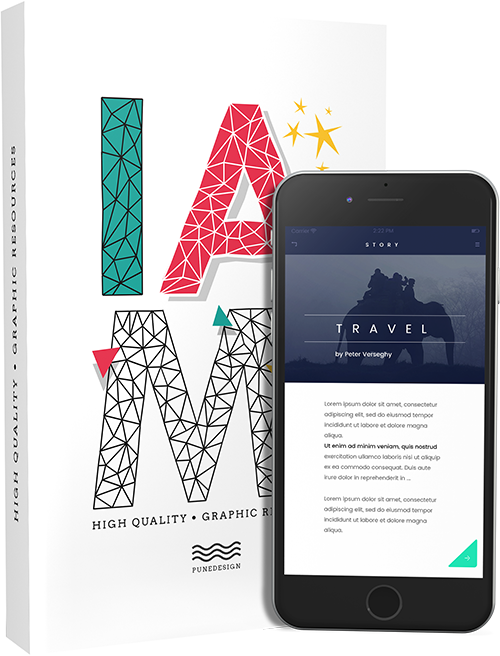 HIGH QUALITY • GRAPHIC RESOURCES
IA
M
HIGH QUALITY • GRAPHIC RE
PUNEDESIGN
Carrier
STORY
TRAVEL
by Peter Verseghy
Lorem ipsum dolor sit amet, consectetur
adipiscing elit, sed do eiusmod tempor
incididunt ut labore et dolore magna
aliqua.
Ut enim ad minim veniam, quis nostrud
exercitation ullamco laboris nisi ut aliquip
ex ea commodo consequat. Duis aute
irure dolor in reprehenderit in ...
Lorem ipsum dolor sit amet, consectetur
adipiscing elit, sed do eiusmod tempor
incididunt ut labore et dolore magna
aliqua.